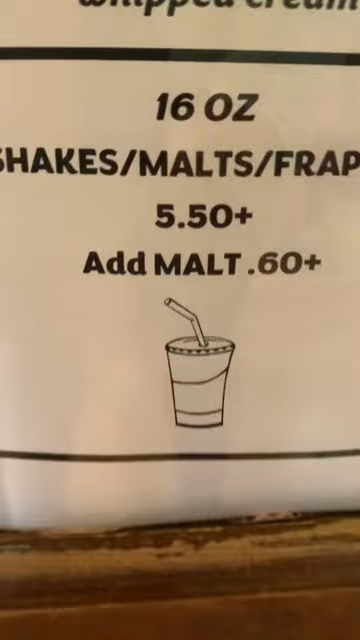 whipped cream
16 OZ
SHAKES/MALTS/FRAP
5.50+
Add MALT .60+